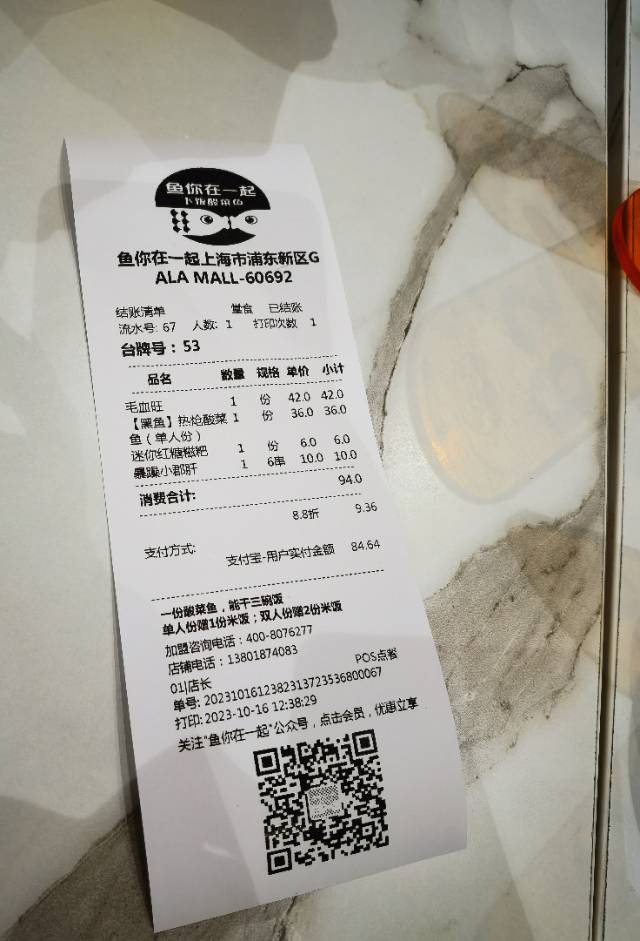 鱼你在一起
下饭酸菜鱼
鱼你在一起上海市浦东新区G
ALA MALL-60692
结账清单 堂食 已结账
流水号: 67 人数: 1 打印次数 1
台牌号: 53
品名 数量 规格 单价 小计
毛血旺 1 份 42.0 42.0
【黑鱼】热炝酸菜 1 份 36.0 36.0
鱼（单人份）
迷你红糖糍粑 1 份 6.0 6.0
暴躁小郡肝 1 6串 10.0 10.0
消费合计: 94.0
8.8折 9.36
支付方式:
支付宝-用户实付金额 84.64
一份酸菜鱼，能干三碗饭
单人份赠1份米饭；双人份赠2份米饭
加盟咨询电话：400-8076277
店铺电话：13801874083
01|店长 POS点餐
单号: 2023101612382313723536800067
打印:2023-10-16 12:38:29
关注"鱼你在一起"公众号，点击会员，优惠立享